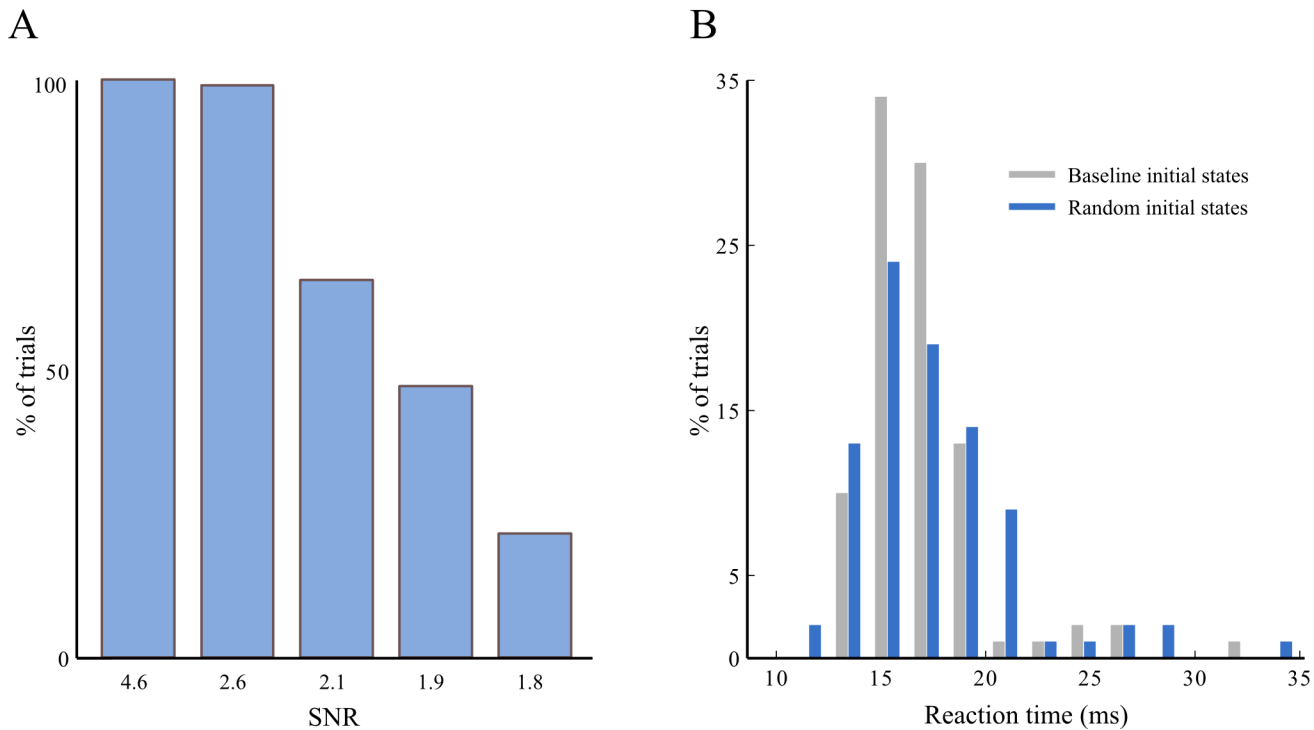 A
100
50
0
% of trials
4.6 2.6 2.1 1.9 1.8
SNR
B
35
25
15
5
0
% of trials
Baseline initial states
Random initial states
10 15 20 25 30 35
Reaction time (ms)